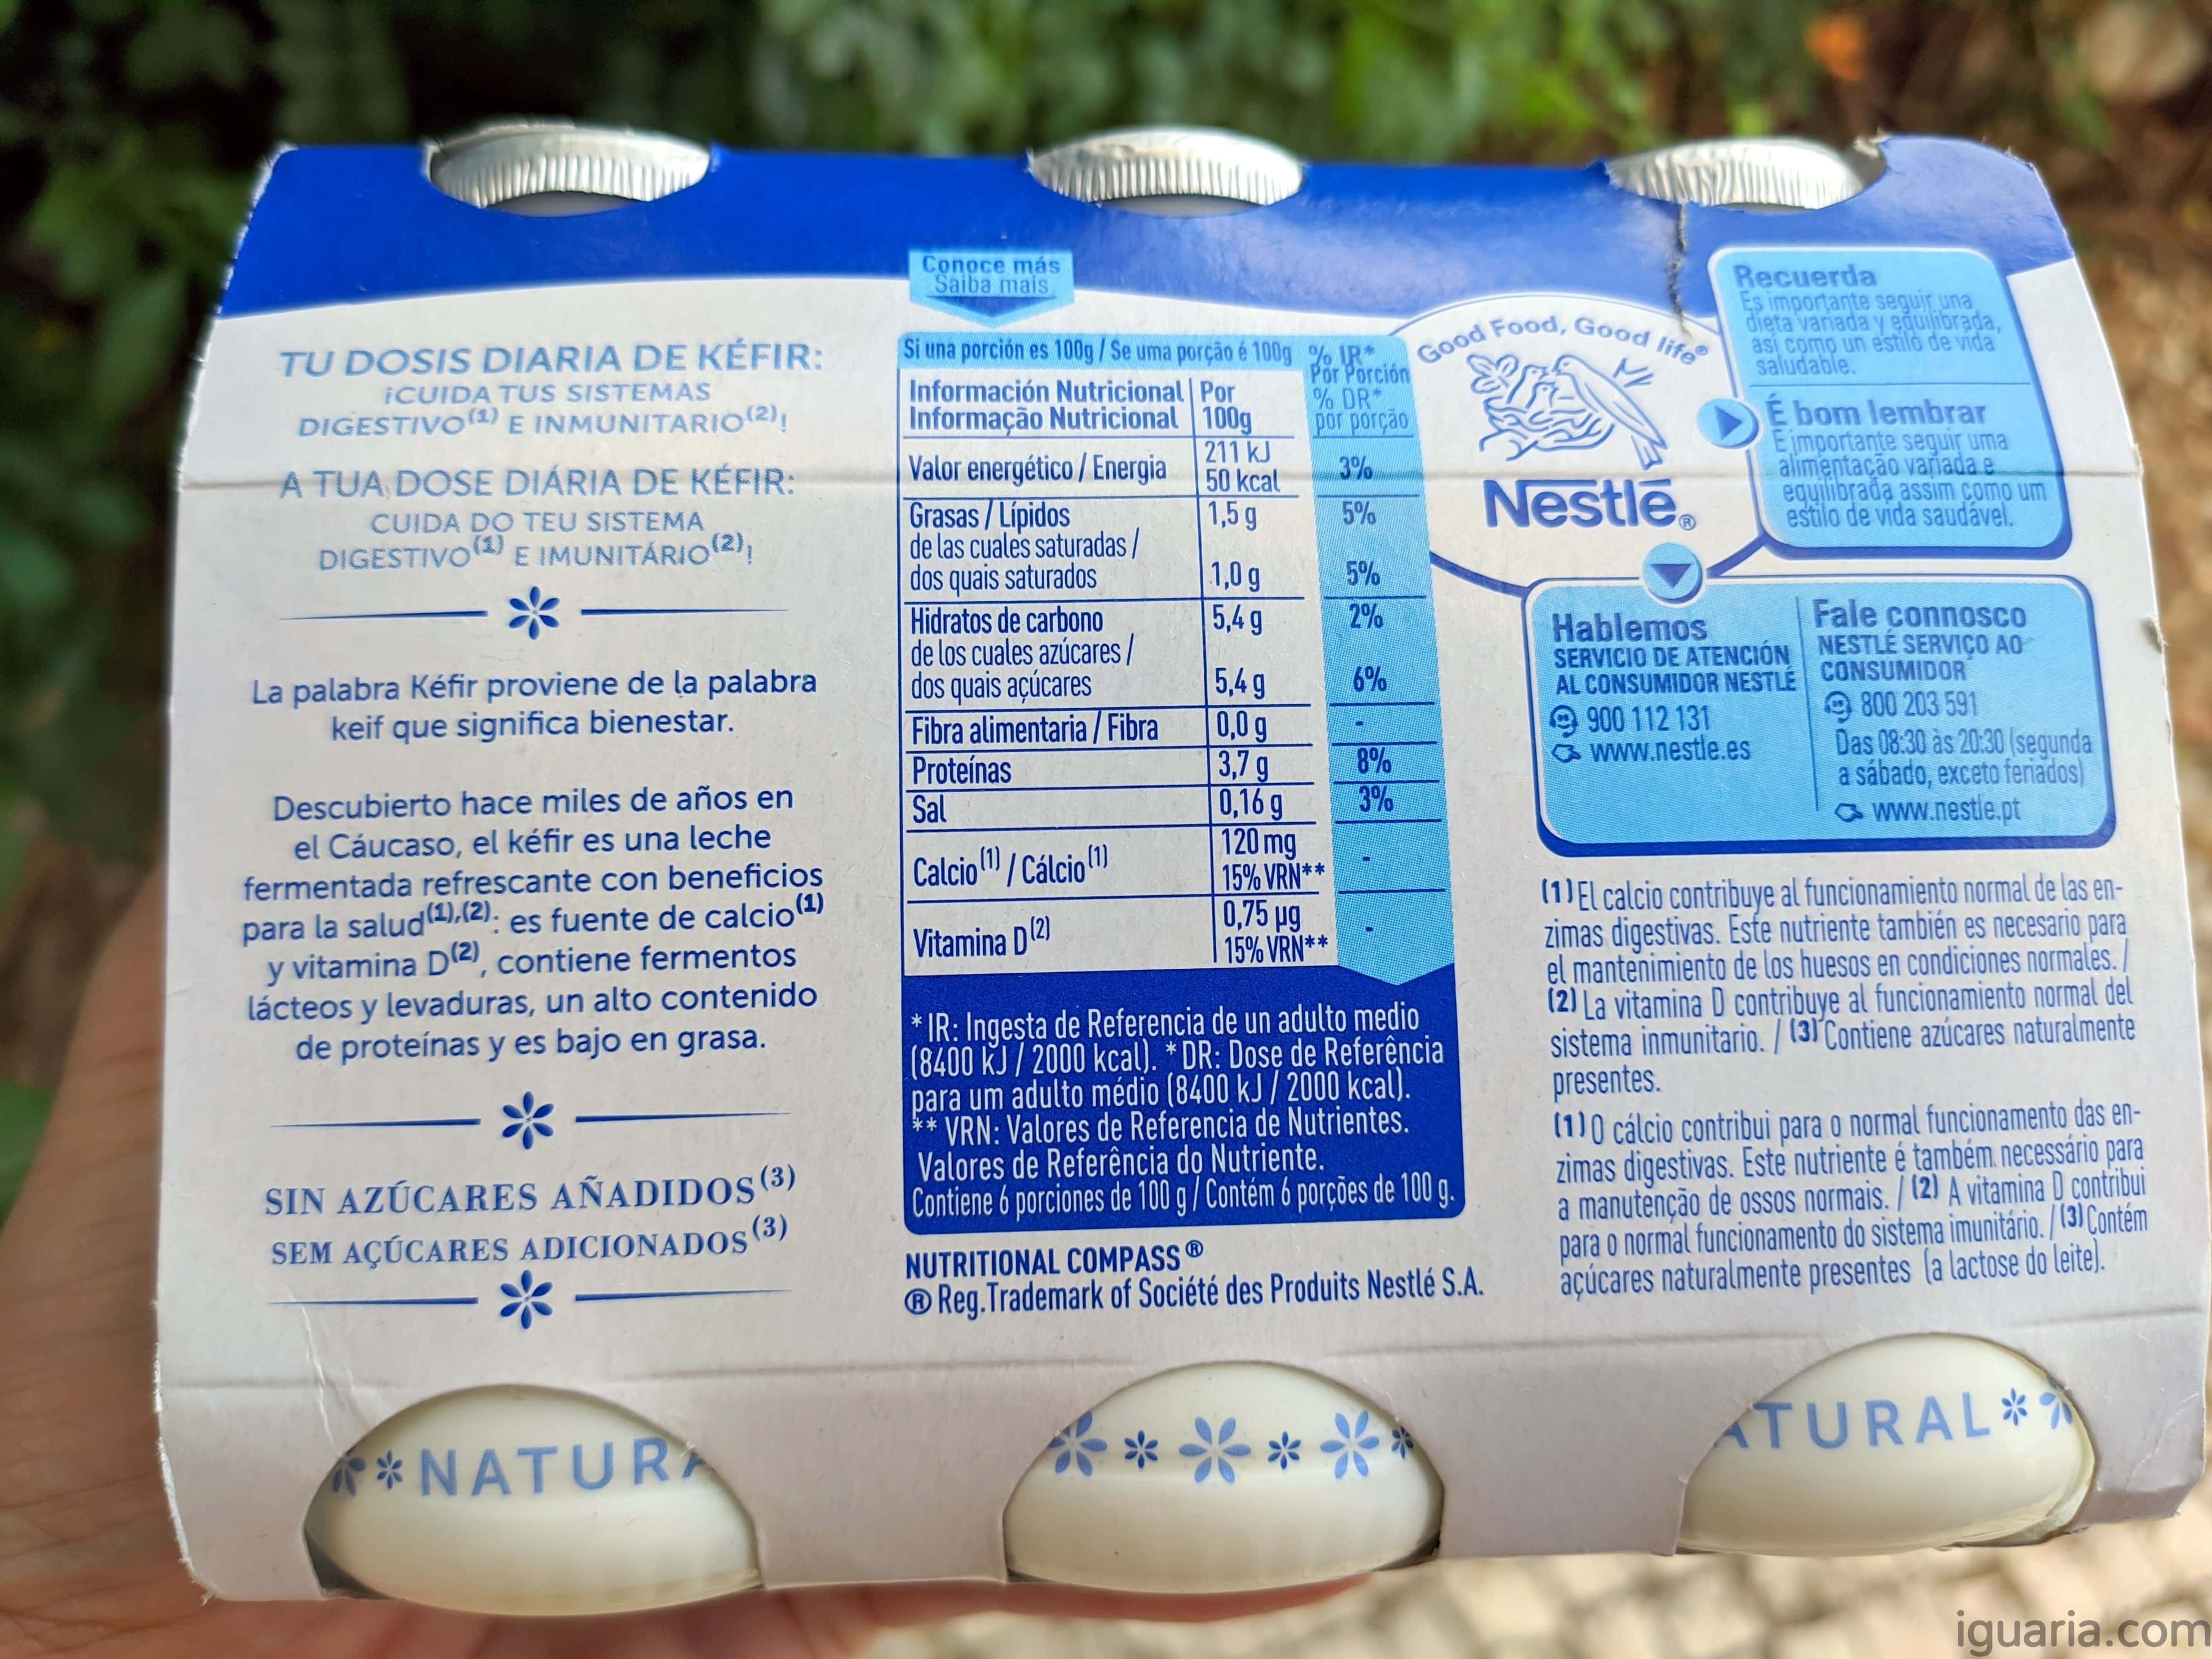 TU DOSIS DIARIA DE KÉFIR:
¡CUIDA TUS SISTEMAS
DIGESTIVO(1) E INMUNITARIO(2)!
A TUA DOSE DIÁRIA DE KÉFIR:
CUIDA DO TEU SISTEMA
DIGESTIVO(1) E IMUNITÁRIO(2)!
La palabra Kéfir proviene de la palabra
keif que significa bienestar.
Descubierto hace miles de años en
el Cáucaso, el kéfir es una leche
fermentada refrescante con beneficios
para la salud(1),(2): es fuente de calcio(1)
y vitamina D(2), contiene fermentos
lácteos y levaduras, un alto contenido
de proteínas y es bajo en grasa.
SIN AZÚCARES AÑADIDOS(3)
SEM AÇÚCARES ADICIONADOS(3)
Conoce más
Saiba mais
Si una porción es 100g / Se uma porção é 100g
% IR*
Por Porción
% DR*
por porção
Información Nutricional Por
Informação Nutricional 100g
Valor energético / Energia 211 kJ 3%
50 kcal
Grasas / Lípidos 1,5 g 5%
de las cuales saturadas /
dos quais saturados 1,0 g 5%
Hidratos de carbono 5,4 g 2%
de los cuales azúcares /
dos quais açúcares 5,4 g 6%
Fibra alimentaria / Fibra 0,0 g -
Proteínas 3,7 g 8%
Sal 0,16 g 3%
Calcio(1) / Cálcio(1) 120 mg -
15% VRN**
Vitamina D(2) 0,75 µg -
15% VRN**
* IR: Ingesta de Referencia de un adulto medio
(8400 kJ / 2000 kcal). * DR: Dose de Referência
para um adulto médio (8400 kJ / 2000 kcal).
** VRN: Valores de Referencia de Nutrientes.
Valores de Referência do Nutriente.
Contiene 6 porciones de 100 g / Contém 6 porções de 100 g.
NUTRITIONAL COMPASS ®
® Reg.Trademark of Société des Produits Nestlé S.A.
Good Food, Good life®
Nestlé®
Recuerda
Es importante seguir una
dieta variada y equilibrada,
así como un estilo de vida
saludable.
É bom lembrar
É importante seguir uma
alimentação variada e
equilibrada assim como um
estilo de vida saudável.
Hablemos
SERVICIO DE ATENCIÓN
AL CONSUMIDOR NESTLÉ
900 112 131
www.nestle.es
Fale connosco
NESTLÉ SERVIÇO AO
CONSUMIDOR
800 203 591
Das 08:30 às 20:30 (segunda
a sábado, exceto feriados)
www.nestle.pt
(1) El calcio contribuye al funcionamiento normal de las en-
zimas digestivas. Este nutriente también es necesario para
el mantenimiento de los huesos en condiciones normales. /
(2) La vitamina D contribuye al funcionamiento normal del
sistema inmunitario. / (3) Contiene azúcares naturalmente
presentes.
(1) O cálcio contribui para o normal funcionamento das en-
zimas digestivas. Este nutriente é também necessário para
a manutenção de ossos normais. / (2) A vitamina D contribui
para o normal funcionamento do sistema imunitário. / (3) Contém
açúcares naturalmente presentes (a lactose do leite).
NATURA
ATURAL
iguaria.com